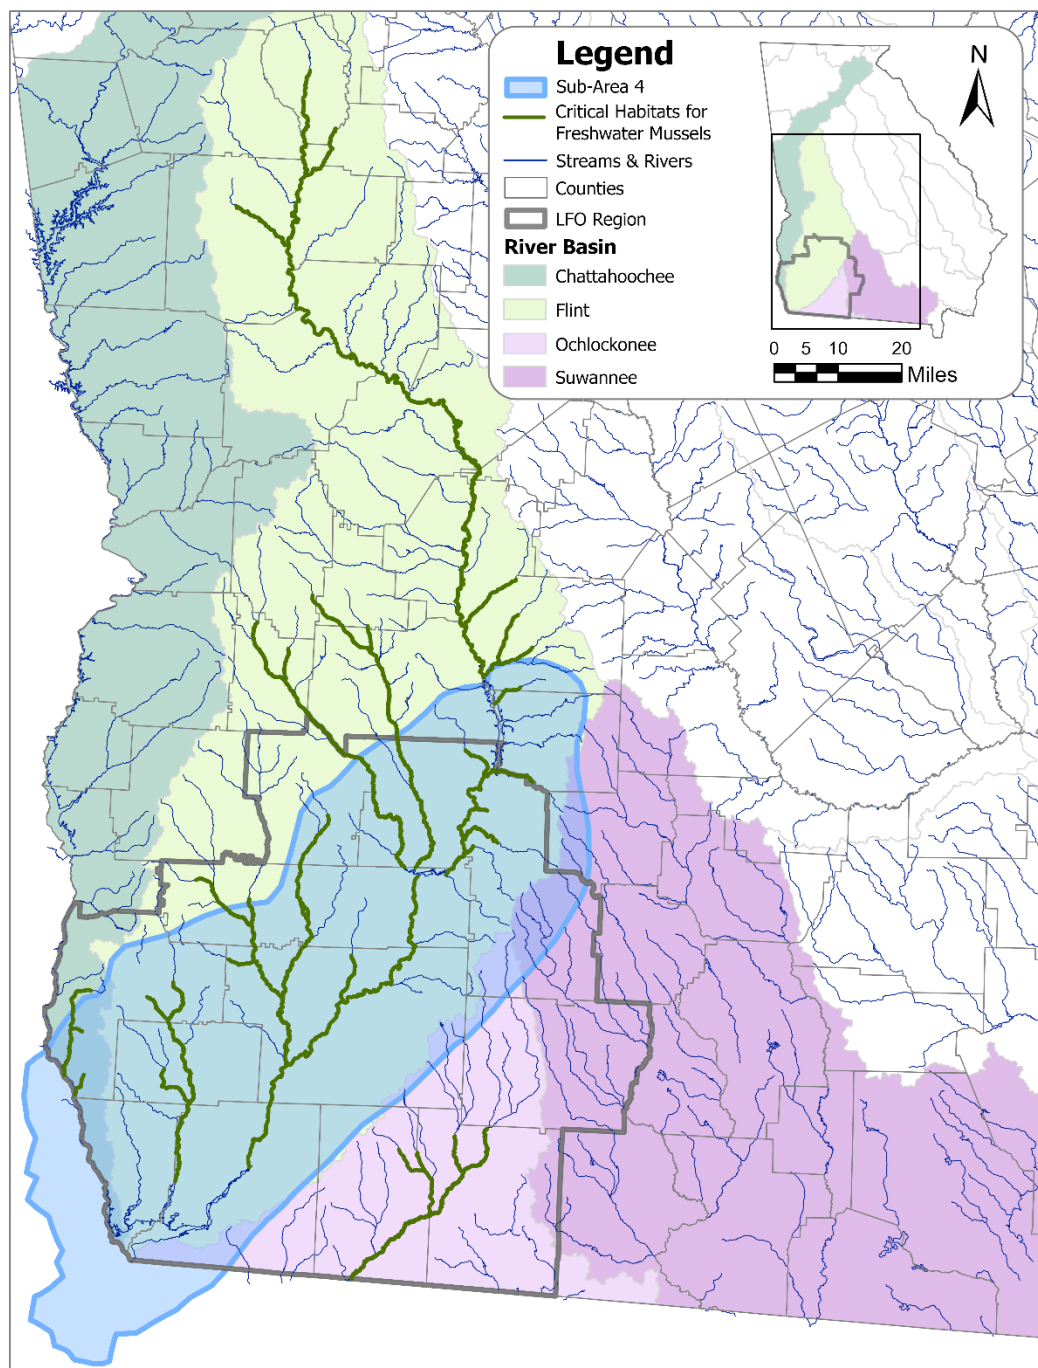 Legend
Sub-Area 4
Critical Habitats for
Freshwater Mussels
Streams & Rivers
Counties
LFO Region
River Basin
Chattahoochee
Flint
Ochlockonee
Suwannee
N
0 5 10 20
Miles